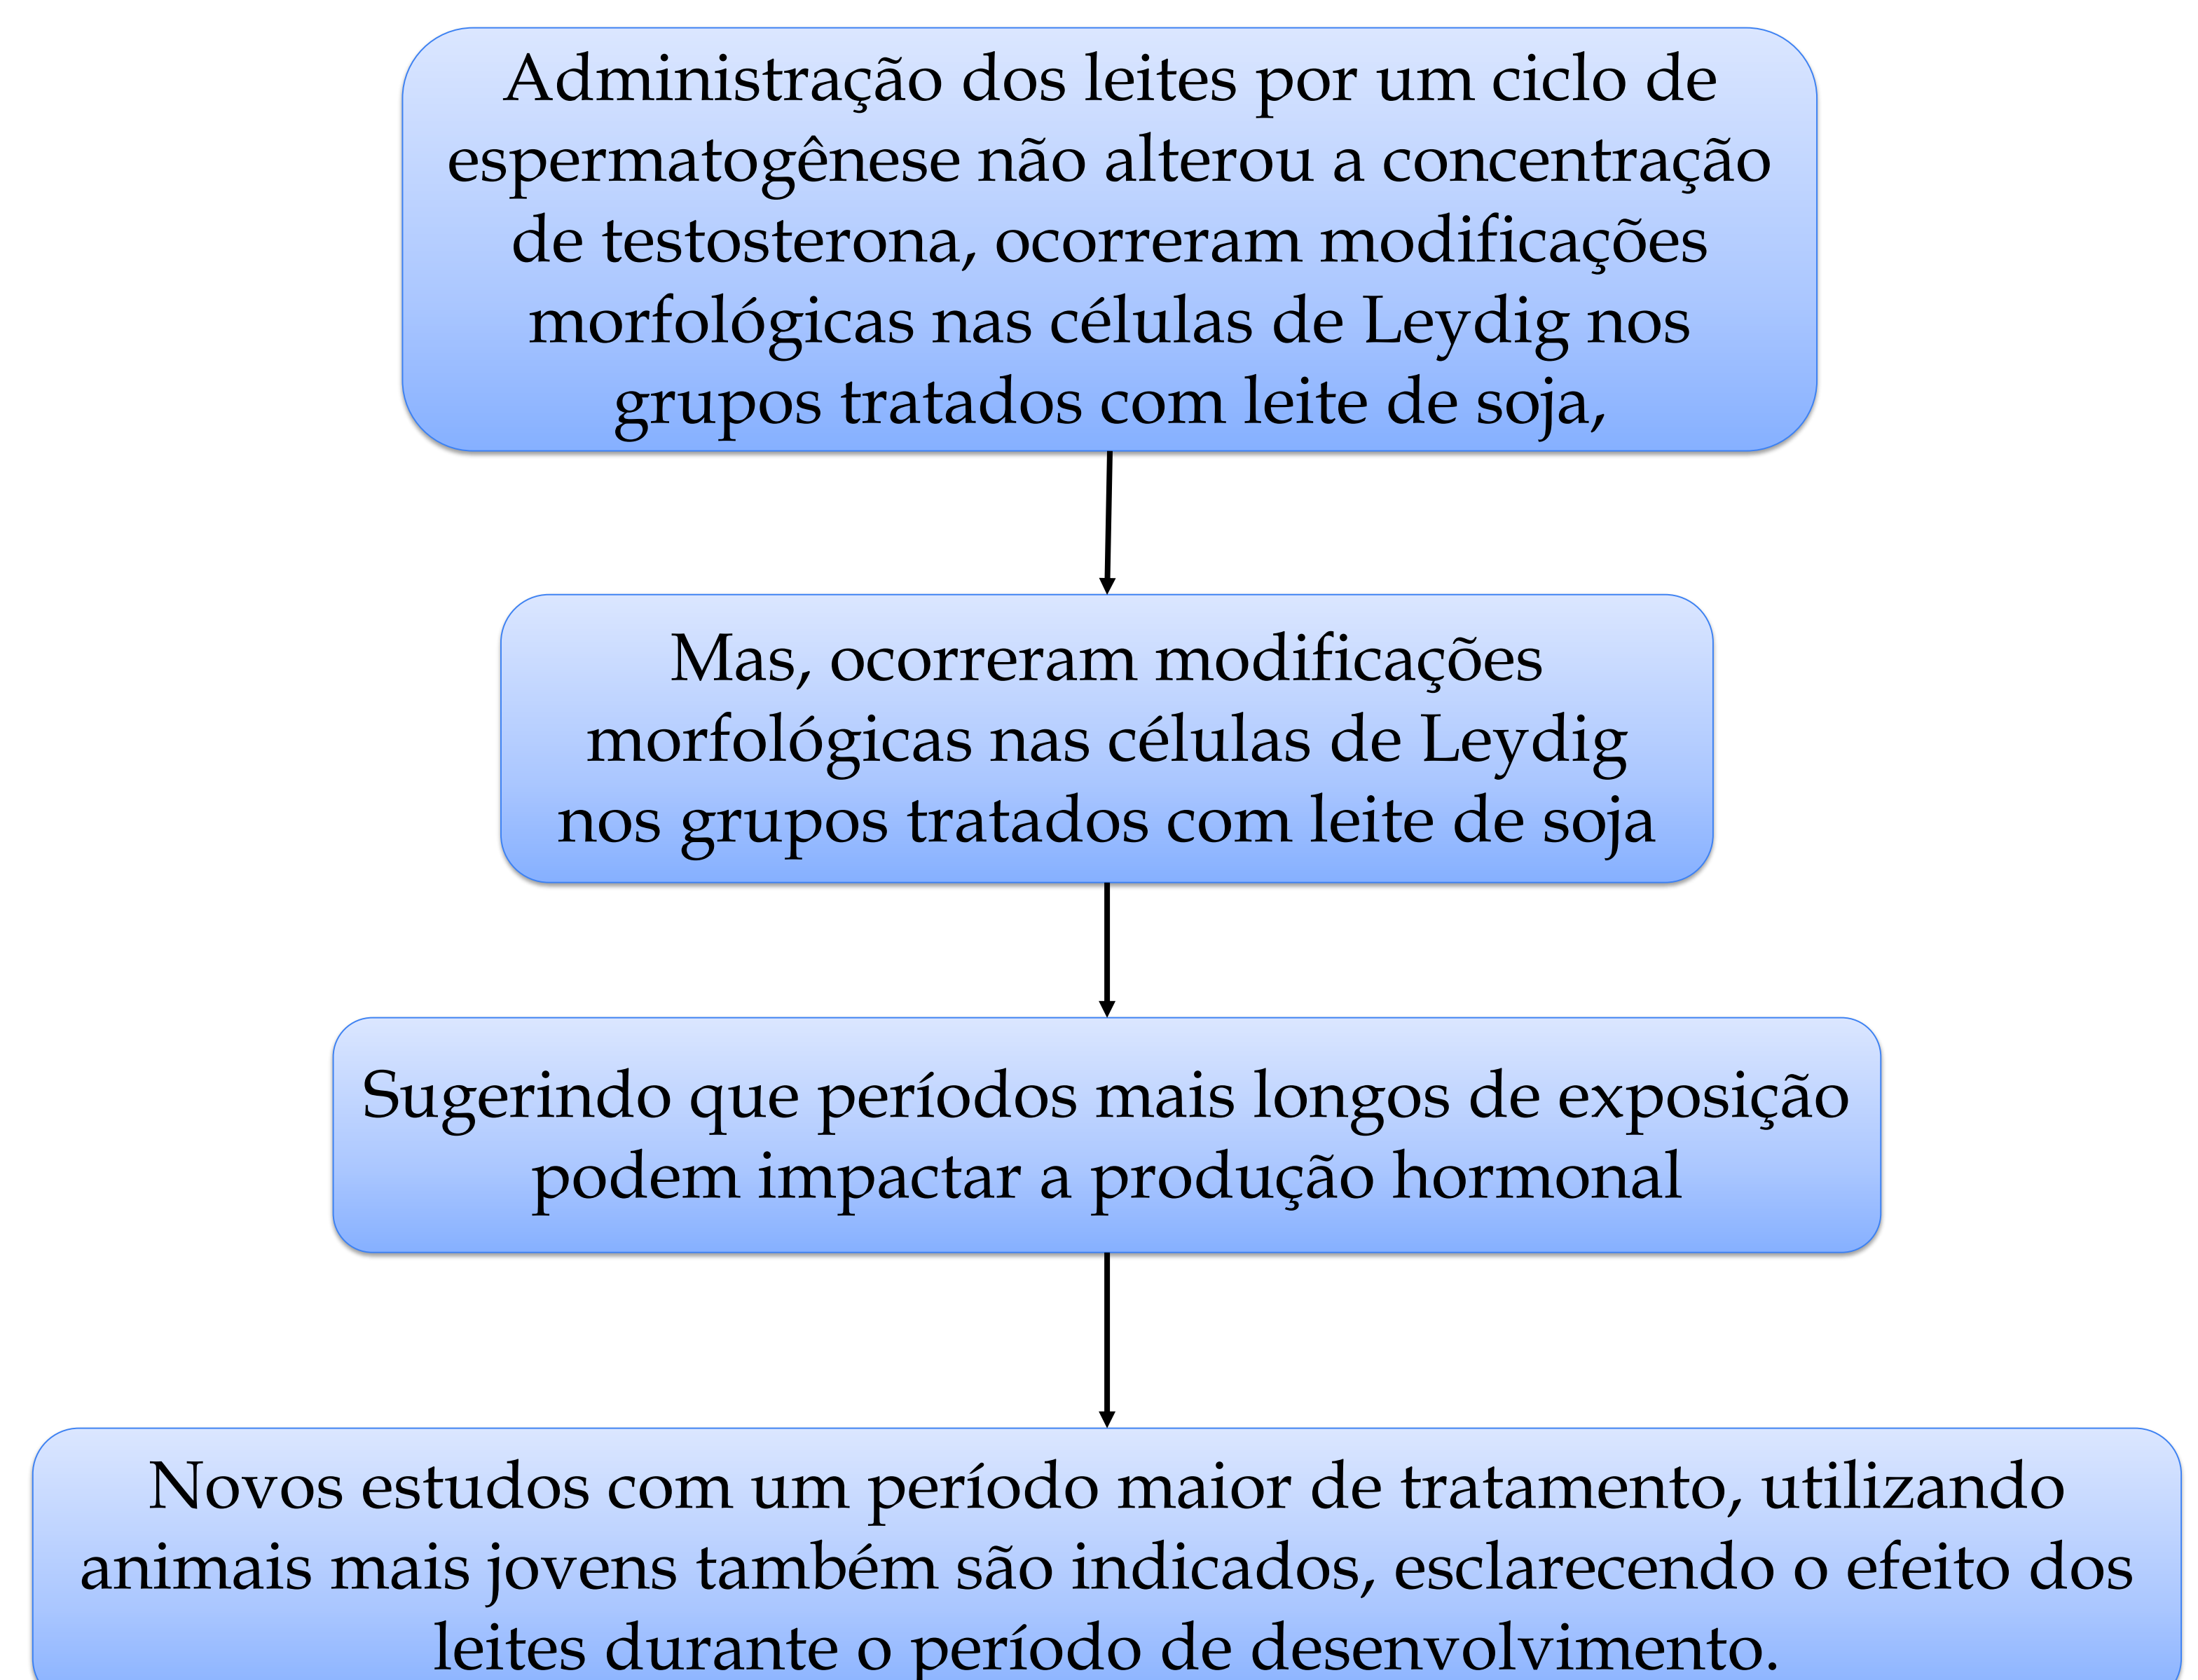 Administração dos leites por um ciclo de
espermatogênese não alterou a concentração
de testosterona, ocorreram modificações
morfológicas nas células de Leydig nos
grupos tratados com leite de soja,
Mas, ocorreram modificações
morfológicas nas células de Leydig
nos grupos tratados com leite de soja
Sugerindo que períodos mais longos de exposição
podem impactar a produção hormonal
Novos estudos com um período maior de tratamento, utilizando
animais mais jovens também são indicados, esclarecendo o efeito dos
leites durante o período de desenvolvimento.